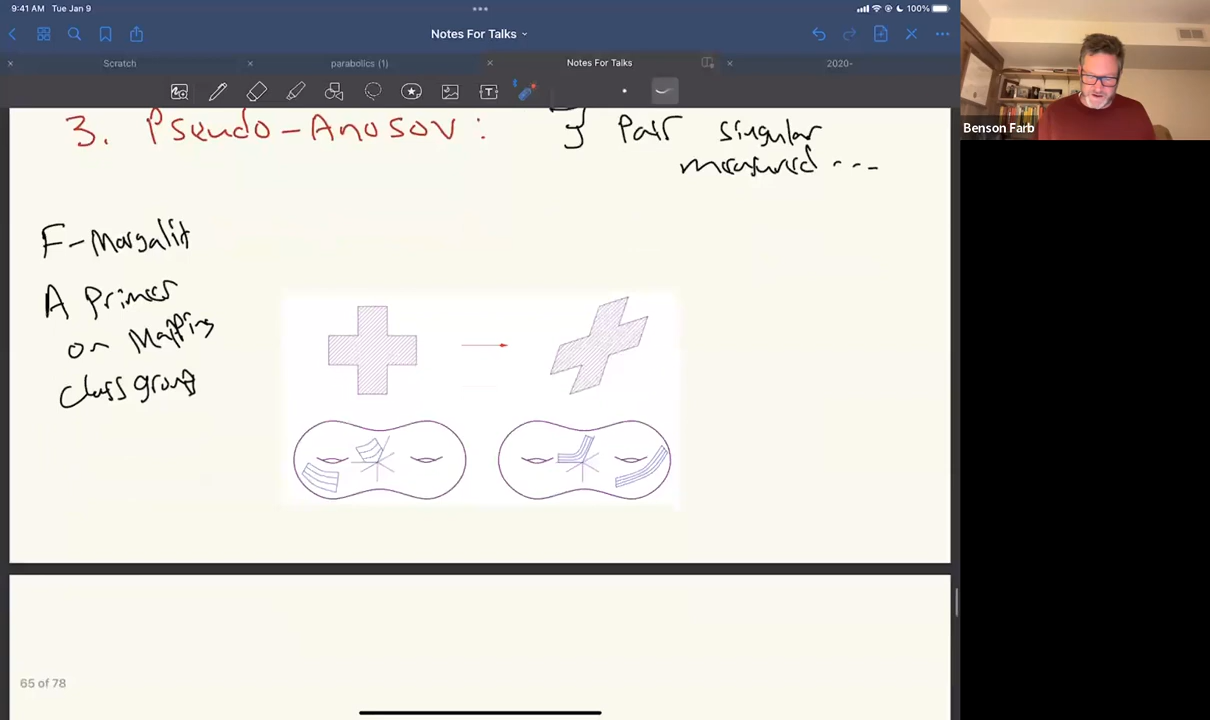 9:41 AM Tue Jan 9
100%
Notes For Talks
Scratch
parabolics (1)
Notes For Talks
2020-
Benson Farb
3. Pseudo-Anosov :
∃ Pair singular
measured ---
F-Margalit
A Primer
on Mapping
class groups
65 of 78